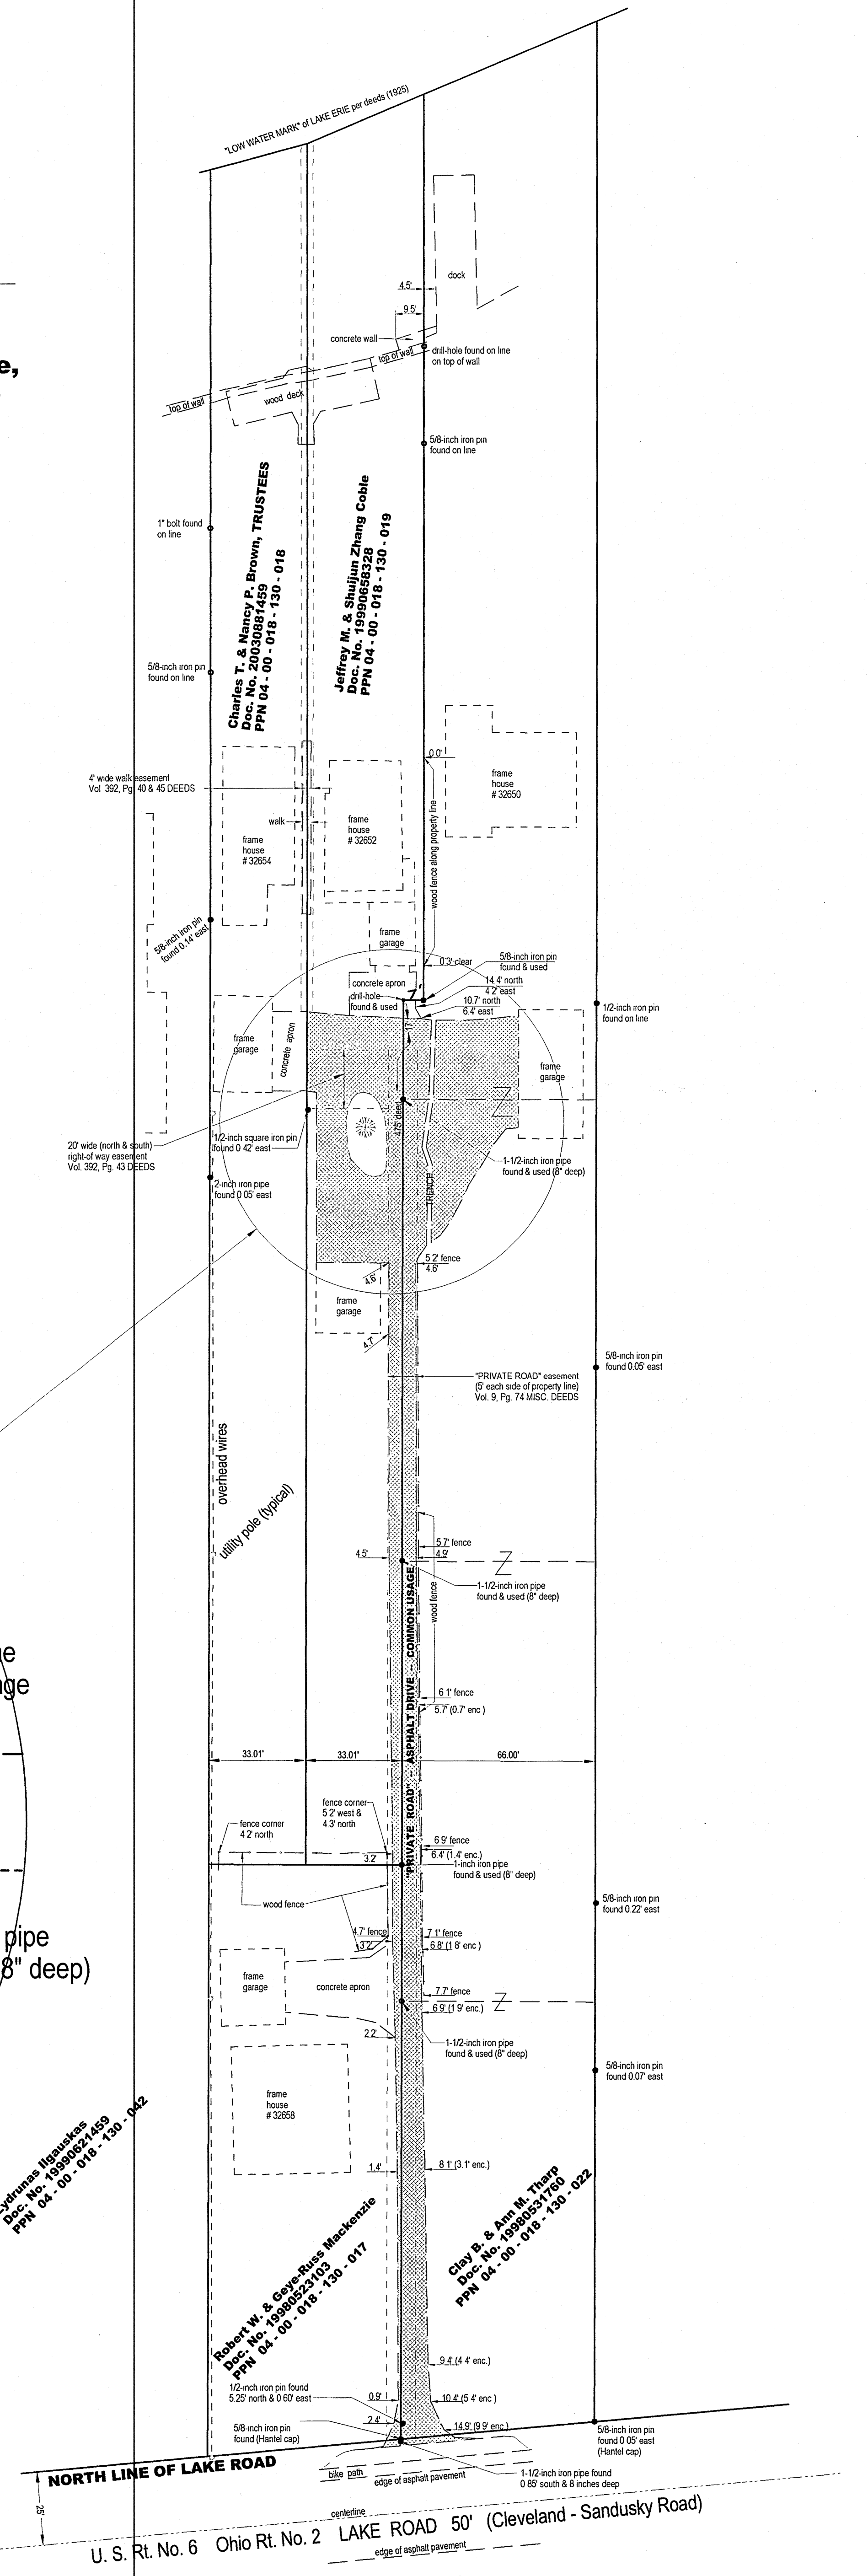 "LOW WATER MARK" of LAKE ERIE per deeds (1925)
dock
4.5'
9.5'
e,
concrete wall
top of wall
drill-hole found on line
on top of wall
wood deck
top of wall
5/8-inch iron pin
found on line
1" bolt found
on line
Charles T. & Nancy P. Brown, TRUSTEES
Doc. No. 20030881459
PPN 04 - 00 - 018 - 130 - 018
Jeffrey M. & Shuijun Zhang Coble
Doc. No. 19990658328
PPN 04 - 00 - 018 - 130 - 019
5/8-inch iron pin
found on line
0 0'
4' wide walk easement
Vol 392, Pg. 40 & 45 DEEDS
frame
house
# 32650
walk
frame
house
# 32652
frame
house
# 32654
wood fence along property line
5/8-inch iron pin
found 0.14' east
frame
garage
0 3' clear
5/8-inch iron pin
found & used
concrete apron
14 4' north
4 2' east
7'
drill-hole
found & used
10.7' north
6.4' east
1/2-inch iron pin
found on line
17'
frame
garage
concrete apron
frame
garage
475' deed
Z
20' wide (north & south)
right-of way easement
Vol. 392, Pg. 43 DEEDS
1/2-inch square iron pin
found 0 42' east
1-1/2-inch iron pipe
found & used (8" deep)
2-inch iron pipe
found 0 05' east
TRENCH
5 2' fence
4.6'
4.6'
frame
garage
4.7'
5/8-inch iron pin
found 0.05' east
"PRIVATE ROAD" easement
(5' each side of property line)
Vol. 9, Pg. 74 MISC. DEEDS
overhead wires
utility pole (typical)
5 7' fence
4.5'
4.9'
Z
1-1/2-inch iron pipe
found & used (8" deep)
wood fence
"PRIVATE ROAD" - ASPHALT DRIVE - COMMON USAGE
6 1' fence
5.7' (0.7' enc )
33.01'
33.01'
66.00'
fence corner
5 2' west &
4.3' north
fence corner
4 2' north
6 9' fence
6.4' (1.4' enc.)
3.2'
1-inch iron pipe
found & used (8" deep)
wood fence
5/8-inch iron pin
found 0.22' east
pipe
8" deep)
4.7' fence
3.2'
7.1' fence
6.8' (1 8' enc )
frame
garage
concrete apron
7.7' fence
6.9' (1 9' enc.)
Z
2.2'
1-1/2-inch iron pipe
found & used (8" deep)
5/8-inch iron pin
found 0.07' east
frame
house
# 32658
ydrunas Ilgauskas
Doc. No. 19990621459
PPN 04 - 00 - 018 - 130 - 042
1.4'
8 1' (3.1' enc.)
Robert W. & Geye-Russ Mackenzie
Doc. No. 19980523103
PPN 04 - 00 - 018 - 130 - 017
Clay B. & Ann M. Tharp
Doc. No. 19980531760
PPN 04 - 00 - 018 - 130 - 022
9 4' (4 4' enc.)
1/2-inch iron pin found
5.25' north & 0 60' east
0.9'
10.4' (5 4' enc )
5/8-inch iron pin
found (Hantel cap)
2.4'
14.9' (9 9' enc.)
5/8-inch iron pin
found 0 05' east
(Hantel cap)
NORTH LINE OF LAKE ROAD
bike path
edge of asphalt pavement
1-1/2-inch iron pipe found
0 85' south & 8 inches deep
25'
centerline
U. S. Rt. No. 6 Ohio Rt. No. 2 LAKE ROAD 50' (Cleveland - Sandusky Road)
edge of asphalt pavement